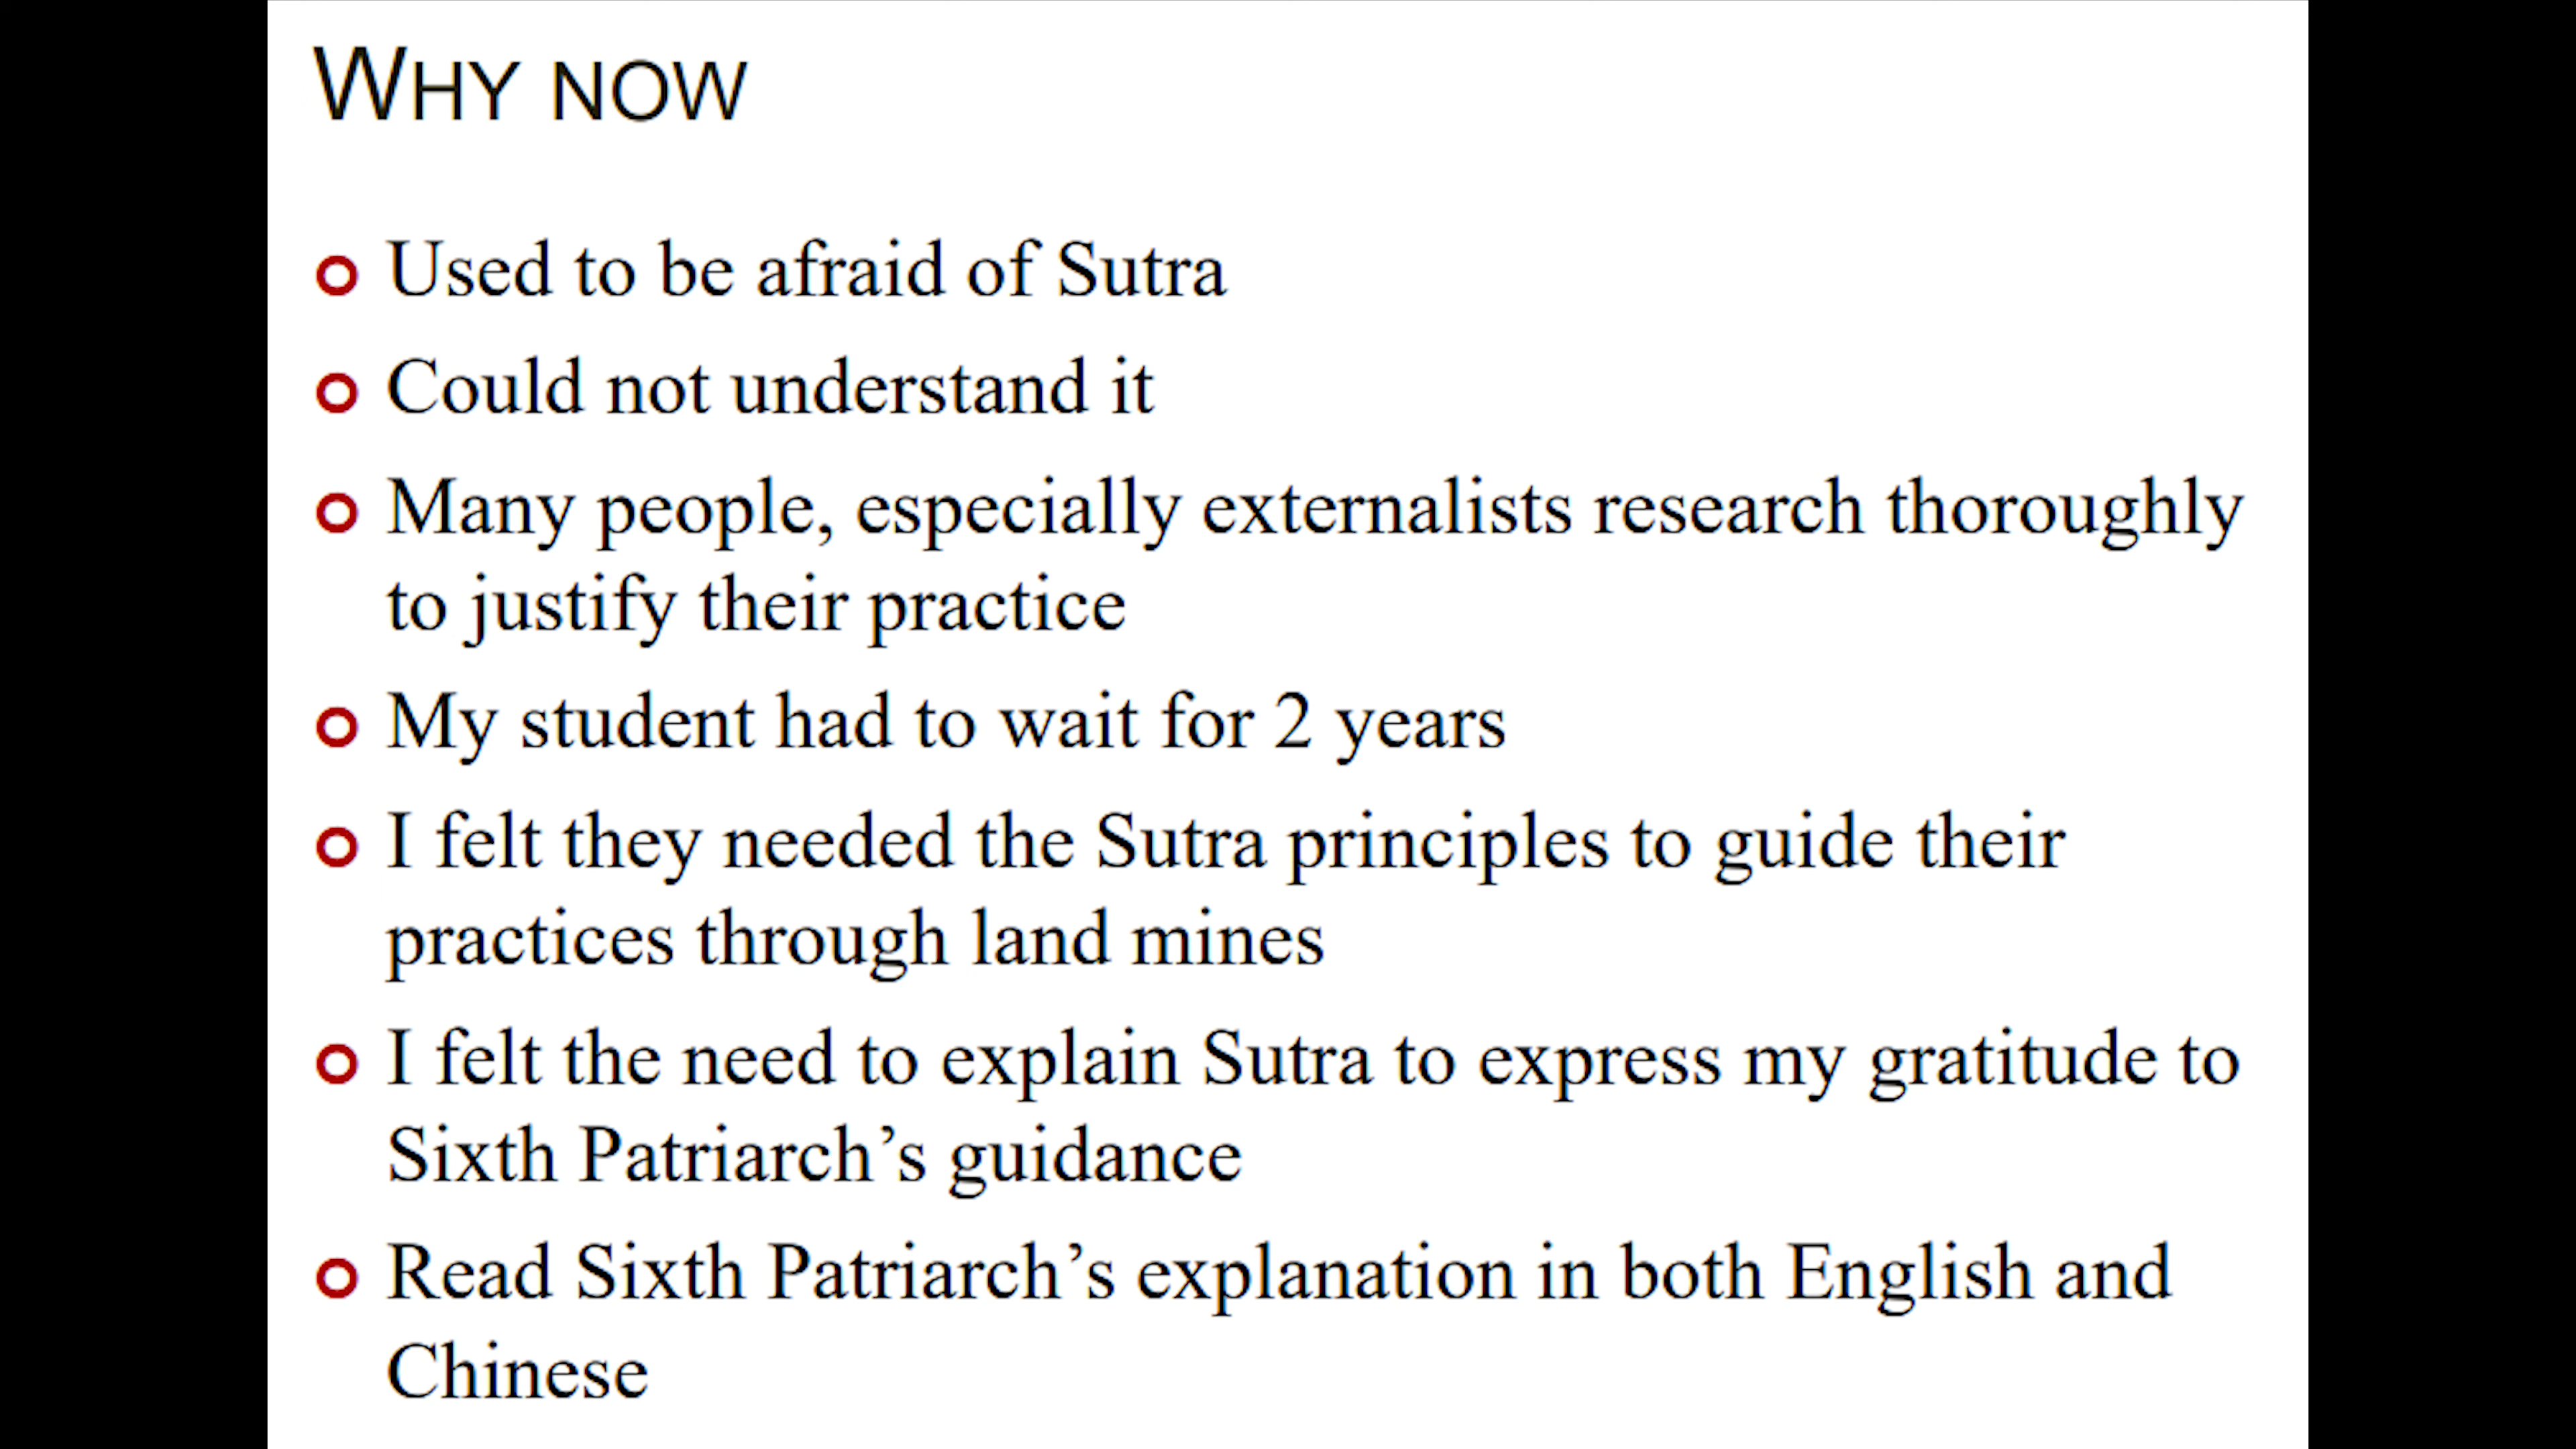 WHY NOW
Used to be afraid of Sutra
Could not understand it
Many people, especially externalists research thoroughly
to justify their practice
My student had to wait for 2 years
I felt they needed the Sutra principles to guide their
practices through land mines
I felt the need to explain Sutra to express my gratitude to
Sixth Patriarch’s guidance
Read Sixth Patriarch’s explanation in both English and
Chinese